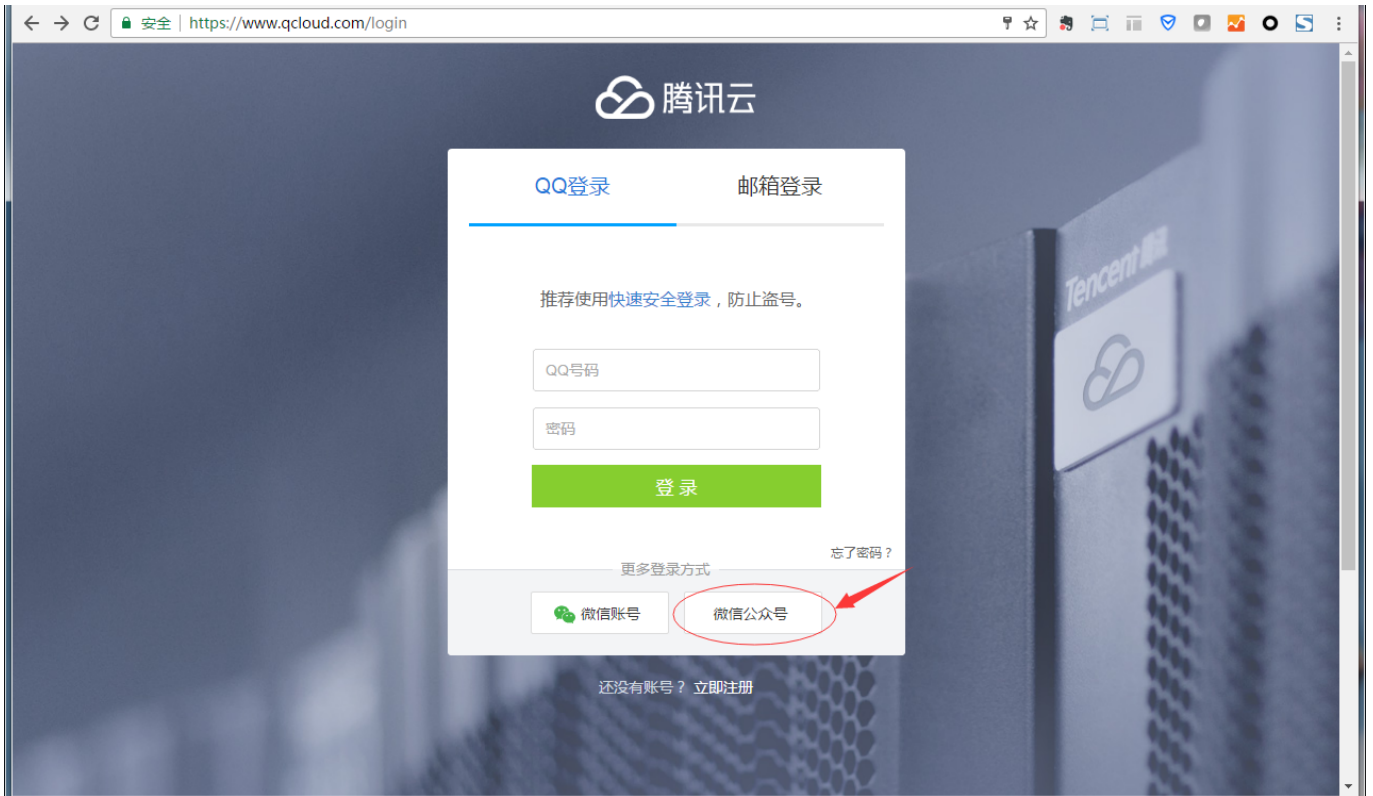 安全 | https://www.qcloud.com/login
腾讯云
QQ登录
邮箱登录
Tencent 腾讯
推荐使用快速安全登录，防止盗号。
QQ号码
密码
登 录
忘了密码？
更多登录方式
微信账号
微信公众号
还没有账号？ 立即注册